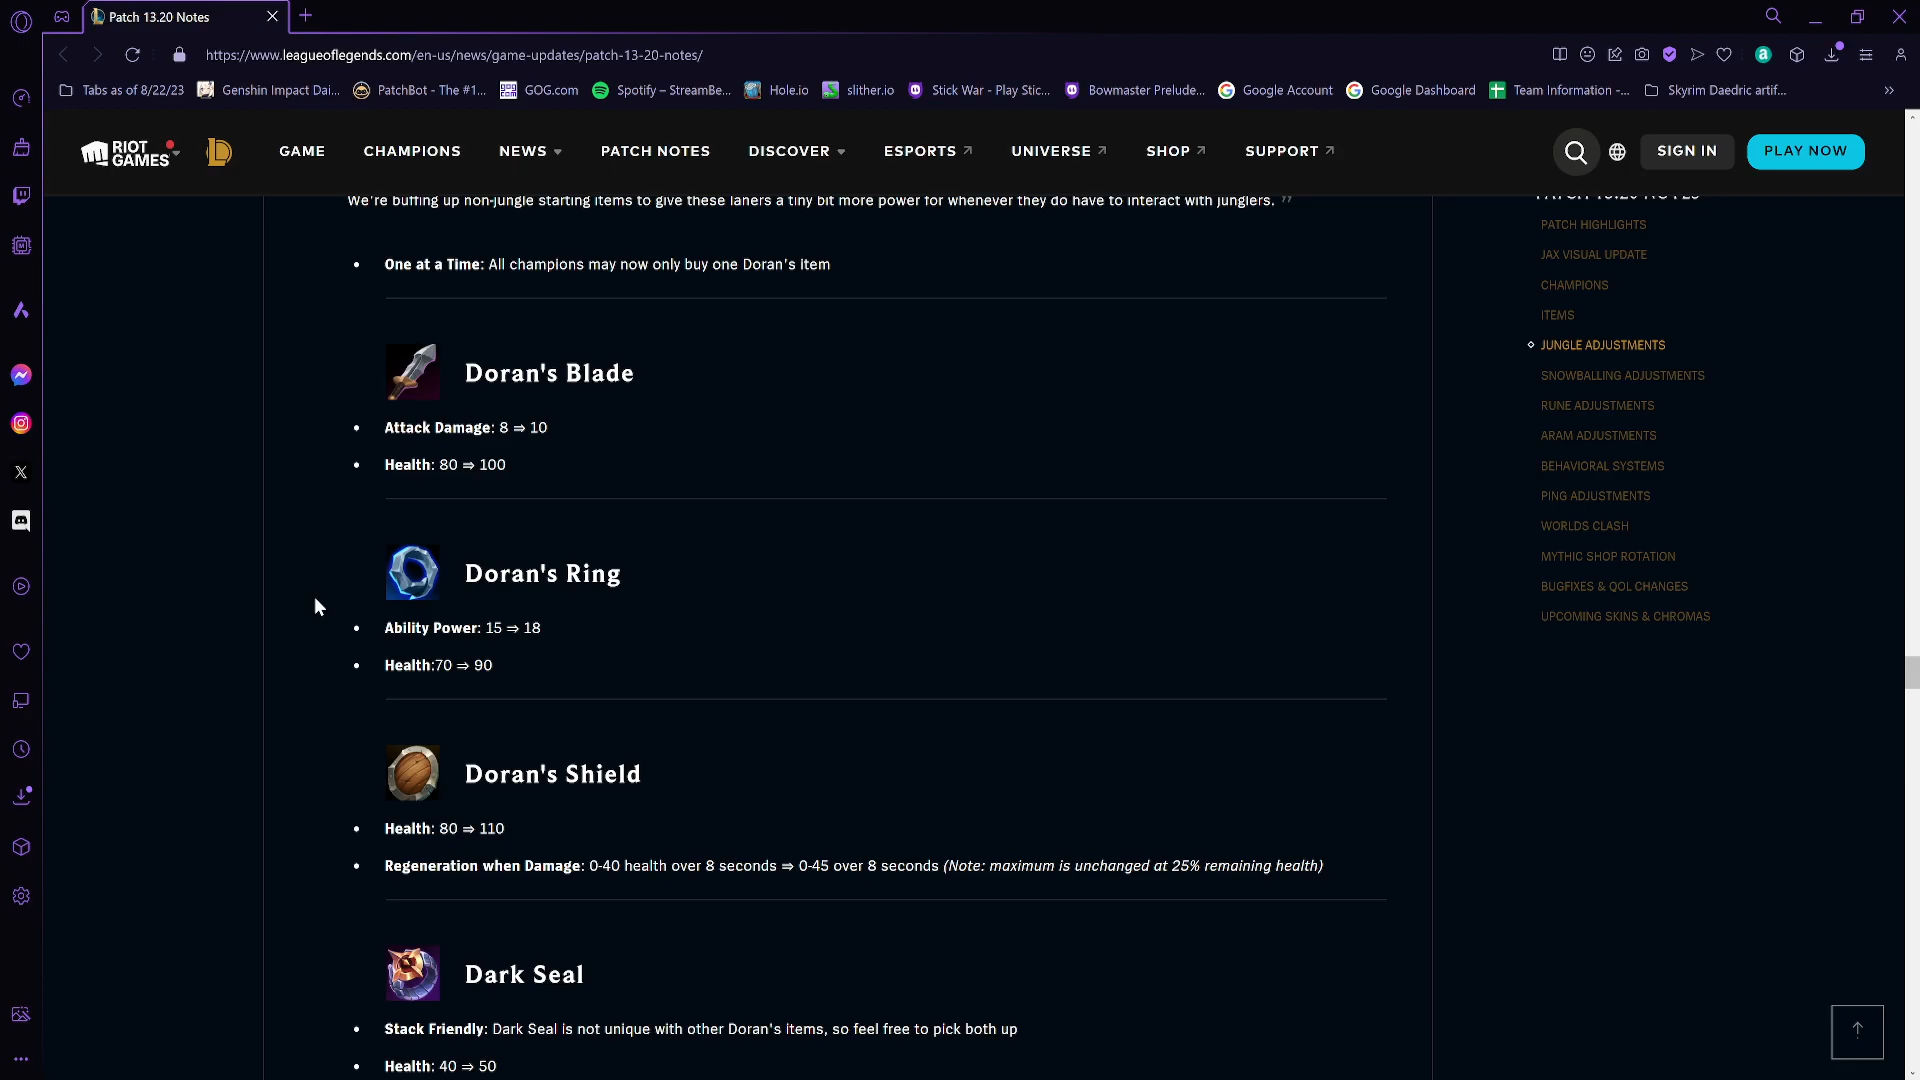 Patch 13.20 Notes
https://www.leagueoflegends.com/en-us/news/game-updates/patch-13-20-notes/
Tabs as of 8/22/23 Genshin Impact Dai... PatchBot - The #1... GOG.com Spotify – StreamBe... Hole.io slither.io Stick War - Play Stic... Bowmaster Prelude... Google Account Google Dashboard Team Information -... Skyrim Daedric artif...
RIOT GAMES GAME CHAMPIONS NEWS PATCH NOTES DISCOVER ESPORTS UNIVERSE SHOP SUPPORT SIGN IN PLAY NOW
We're buffing up non-jungle starting items to give these laners a tiny bit more power for whenever they do have to interact with junglers. ”
• One at a Time: All champions may now only buy one Doran's item
Doran's Blade
• Attack Damage: 8 ⇒ 10
• Health: 80 ⇒ 100
Doran's Ring
• Ability Power: 15 ⇒ 18
• Health:70 ⇒ 90
Doran's Shield
• Health: 80 ⇒ 110
• Regeneration when Damage: 0-40 health over 8 seconds ⇒ 0-45 over 8 seconds (Note: maximum is unchanged at 25% remaining health)
Dark Seal
• Stack Friendly: Dark Seal is not unique with other Doran's items, so feel free to pick both up
• Health: 40 ⇒ 50
PATCH 13.20 NOTES
PATCH HIGHLIGHTS
JAX VISUAL UPDATE
CHAMPIONS
ITEMS
JUNGLE ADJUSTMENTS
SNOWBALLING ADJUSTMENTS
RUNE ADJUSTMENTS
ARAM ADJUSTMENTS
BEHAVIORAL SYSTEMS
PING ADJUSTMENTS
WORLDS CLASH
MYTHIC SHOP ROTATION
BUGFIXES & QOL CHANGES
UPCOMING SKINS & CHROMAS